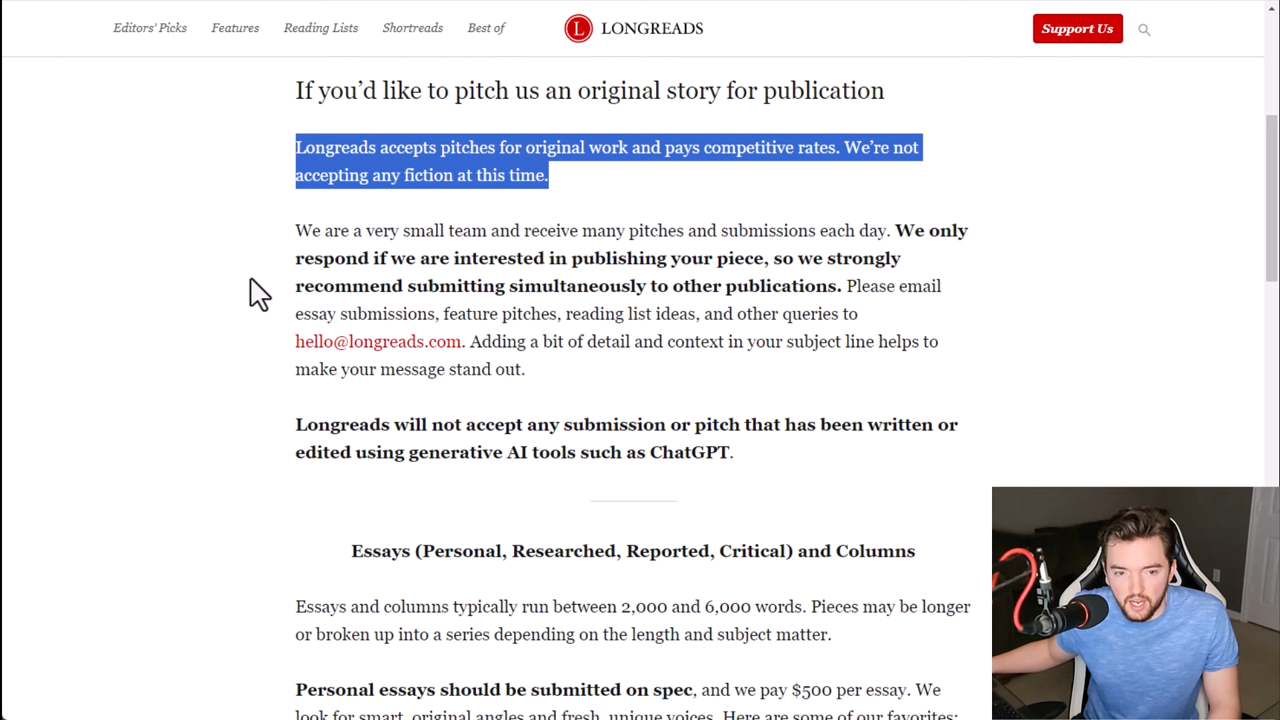 Editors' Picks Features Reading Lists Shortreads Best of L LONGREADS Support Us
If you’d like to pitch us an original story for publication
Longreads accepts pitches for original work and pays competitive rates. We’re not
accepting any fiction at this time.
We are a very small team and receive many pitches and submissions each day. We only
respond if we are interested in publishing your piece, so we strongly
recommend submitting simultaneously to other publications. Please email
essay submissions, feature pitches, reading list ideas, and other queries to
hello@longreads.com. Adding a bit of detail and context in your subject line helps to
make your message stand out.
Longreads will not accept any submission or pitch that has been written or
edited using generative AI tools such as ChatGPT.
Essays (Personal, Researched, Reported, Critical) and Columns
Essays and columns typically run between 2,000 and 6,000 words. Pieces may be longer
or broken up into a series depending on the length and subject matter.
Personal essays should be submitted on spec, and we pay $500 per essay. We
look for smart, original angles and fresh, unique voices. Here are some of our favorites: